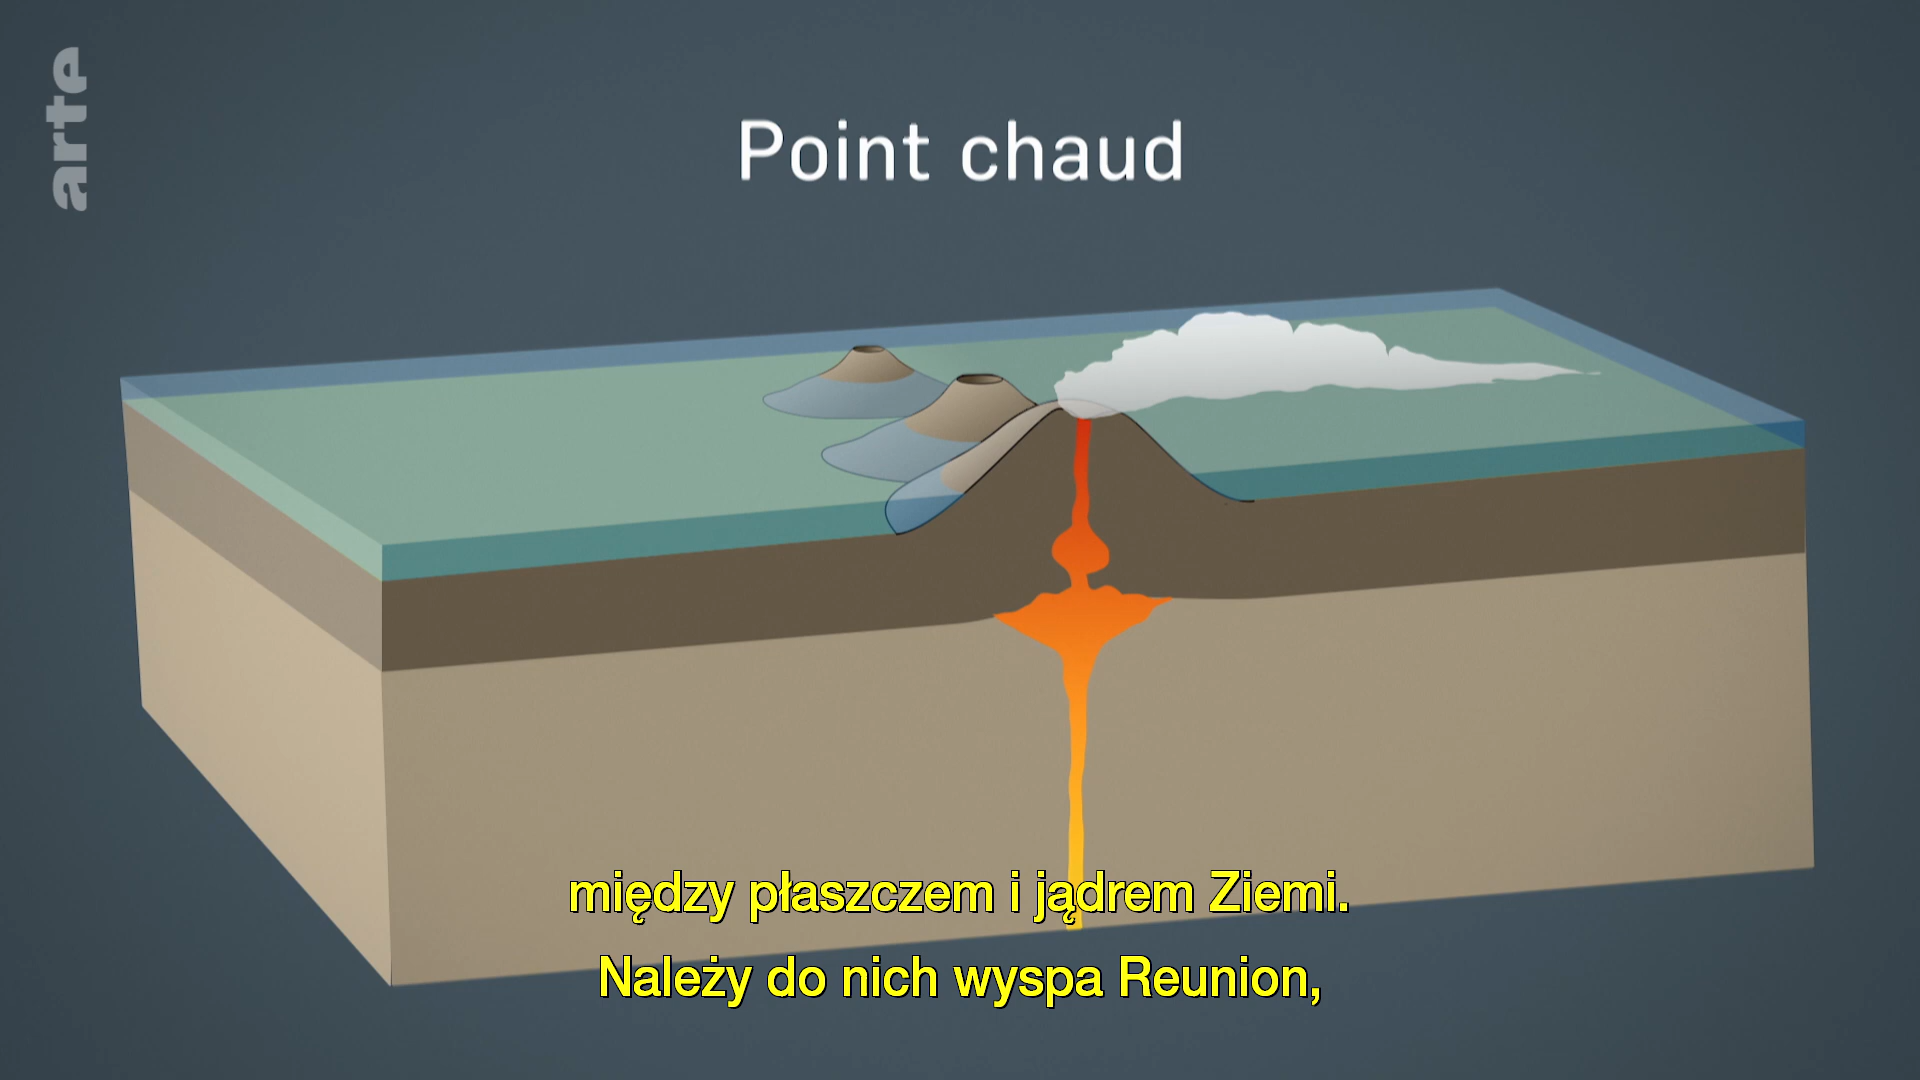 arte
Point chaud
między płaszczem i jądrem Ziemi.
Należy do nich wyspa Reunion,